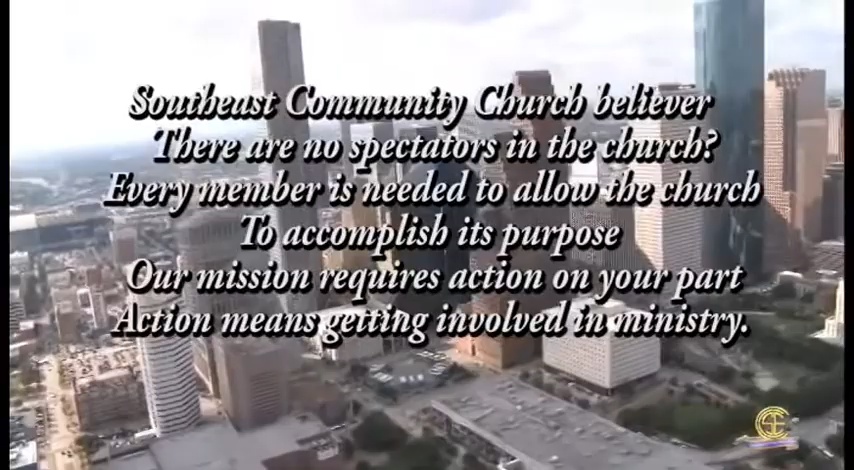 Southeast Community Church believer
There are no spectators in the church?
Every member is needed to allow the church
To accomplish its purpose
Our mission requires action on your part
Action means getting involved in ministry.